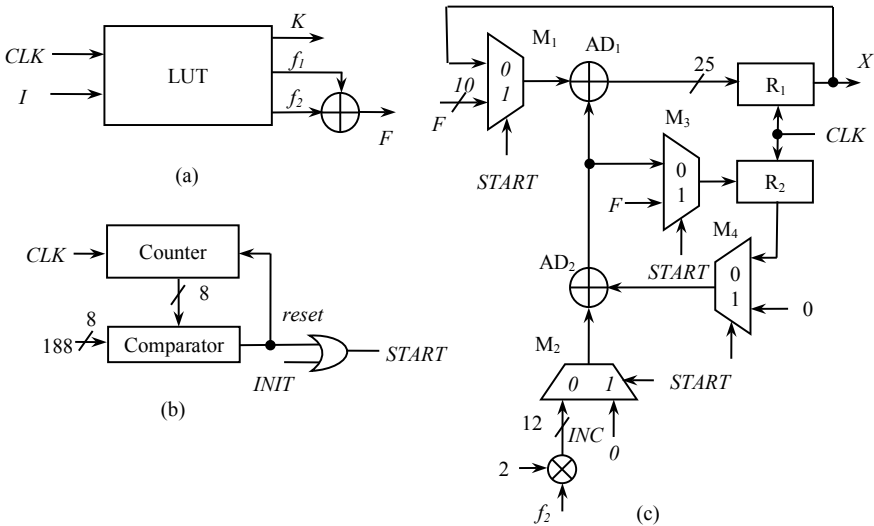 K
CLK
LUT
f1
I
f2
F
(a)
CLK
Counter
8
reset
8
188
Comparator
START
INIT
(b)
M1
AD1
X
0
25
R1
10
1
F
M3
CLK
START
0
R2
1
F
M4
START
AD2
0
1
0
M2
START
0 1
12
INC
0
2
f2
(c)